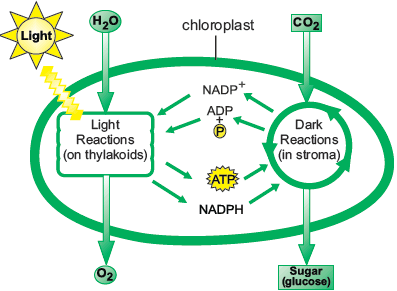 Light
H₂O
chloroplast
CO₂
NADP⁺
ADP
+
P
Light
Reactions
(on thylakoids)
Dark
Reactions
(in stroma)
ATP
NADPH
O₂
Sugar
(glucose)